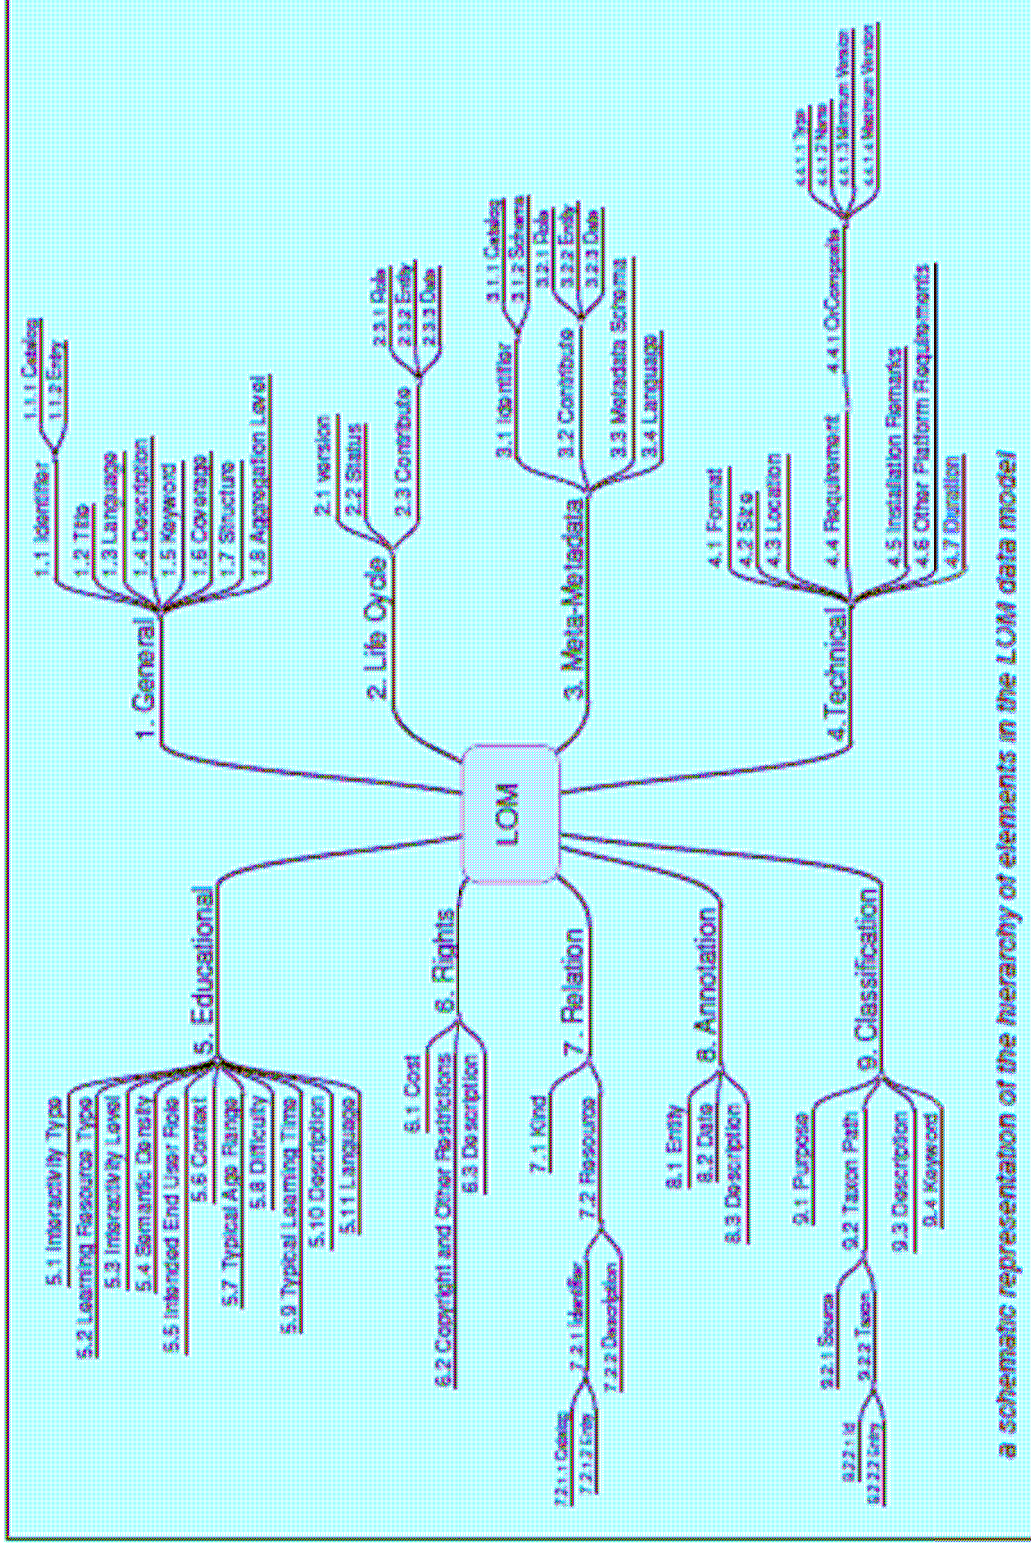 LOM
1. General
1.1 Identifier
1.1.1 Catalog
1.1.2 Entry
1.2 Title
1.3 Language
1.4 Description
1.5 Keyword
1.6 Coverage
1.7 Structure
1.8 Aggregation Level
2. Life Cycle
2.1 version
2.2 Status
2.3 Contribute
2.3.1 Role
2.3.2 Entity
2.3.3 Date
3. Meta-Metadata
3.1 Identifier
3.1.1 Catalog
3.1.2 Schema
3.2 Contribute
3.2.1 Role
3.2.2 Entity
3.2.3 Date
3.3 Metadada Schema
3.4 Language
4.Technical
4.1 Format
4.2 Size
4.3 Location
4.4 Requirement
4.4.1 OrComposite
4.4.1.1 Type
4.4.1.2 Name
4.4.1.3 Minimum Version
4.4.1.4 Maximum Version
4.5 Installation Remarks
4.6 Other Platform Requirements
4.7 Duration
5. Educational
5.1 Interactivity Type
5.2 Learning Resource Type
5.3 Interactivity Level
5.4 Semantic Density
5.5 Intended End User Role
5.6 Context
5.7 Typical Age Range
5.8 Difficulty
5.9 Typical Learning Time
5.10 Description
5.11 Language
6. Rights
6.1 Cost
6.2 Copyright and Other Restrictions
6.3 Description
7. Relation
7.1 Kind
7.2 Resource
7.2.1 Identifier
7.2.1.1 Catalog
7.2.1.2 Entry
7.2.2 Description
8. Annotation
8.1 Entity
8.2 Date
8.3 Description
9. Classification
9.1 Purpose
9.2 Taxon Path
9.2.1 Source
9.2.2 Taxon
9.2.2.1 Id
9.2.2.2 Entry
9.3 Description
9.4 Keyword
a schematic representation of the hierarchy of elements in the LOM data model